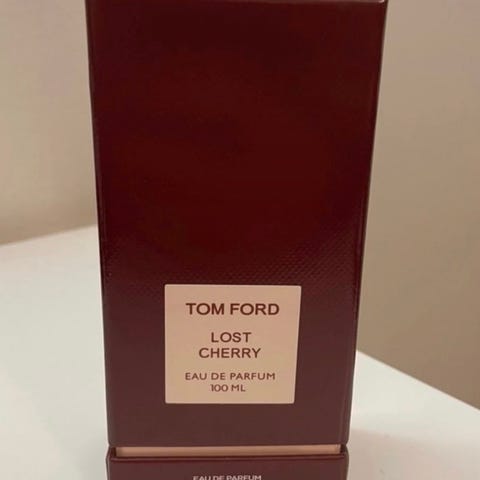 TOM FORD
LOST
CHERRY
EAU DE PARFUM
100 ML
EAU DE PARFUM